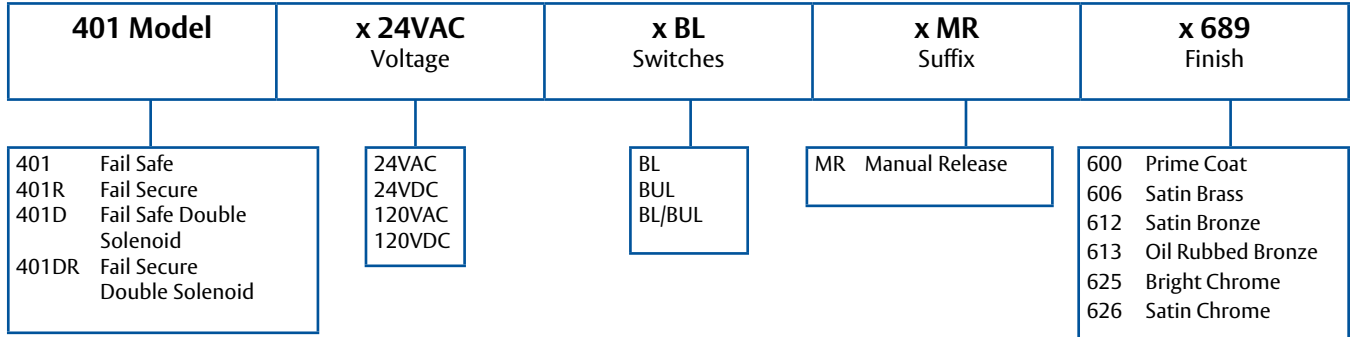 401 Model
x 24VAC
Voltage
x BL
Switches
x MR
Suffix
x 689
Finish
401 Fail Safe
401R Fail Secure
401D Fail Safe Double
Solenoid
401DR Fail Secure
Double Solenoid
24VAC
24VDC
120VAC
120VDC
BL
BUL
BL/BUL
MR Manual Release
600 Prime Coat
606 Satin Brass
612 Satin Bronze
613 Oil Rubbed Bronze
625 Bright Chrome
626 Satin Chrome